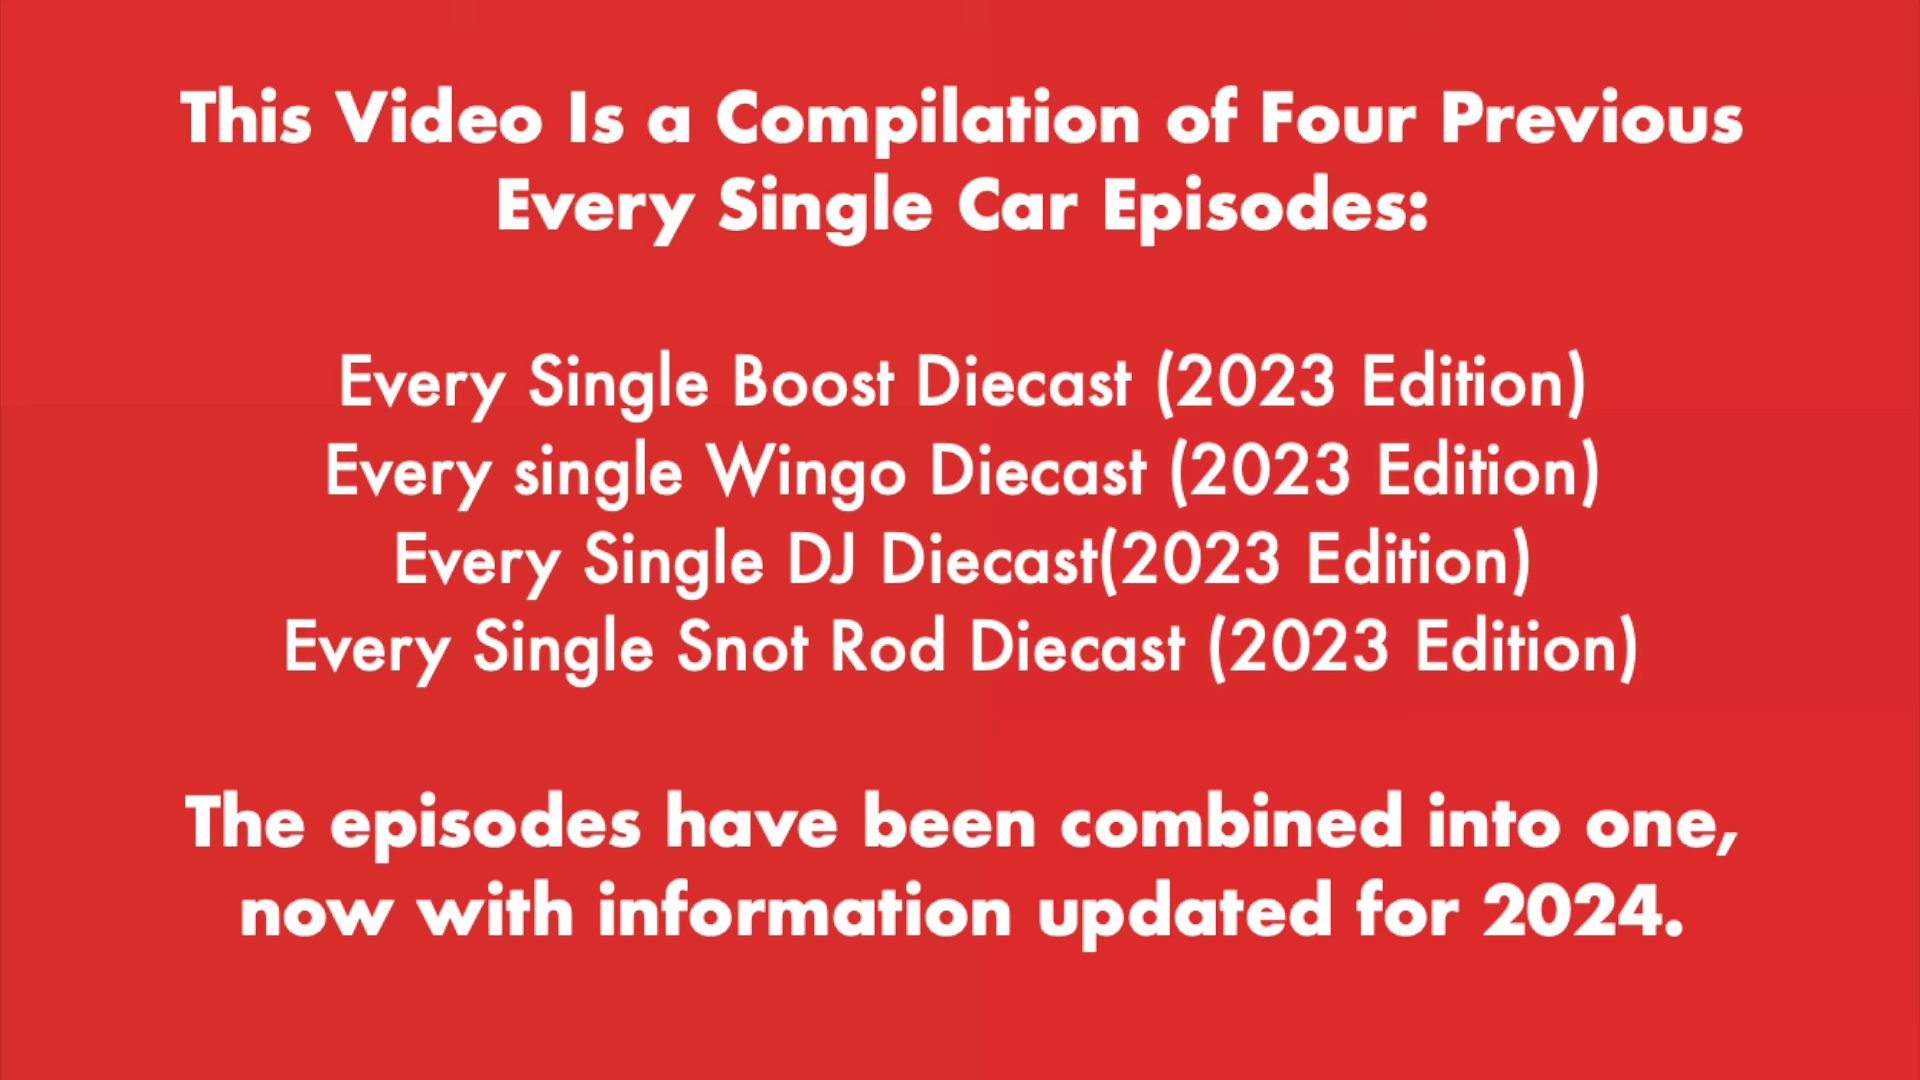 This Video Is a Compilation of Four Previous
Every Single Car Episodes:
Every Single Boost Diecast (2023 Edition)
Every single Wingo Diecast (2023 Edition)
Every Single DJ Diecast(2023 Edition)
Every Single Snot Rod Diecast (2023 Edition)
The episodes have been combined into one,
now with information updated for 2024.